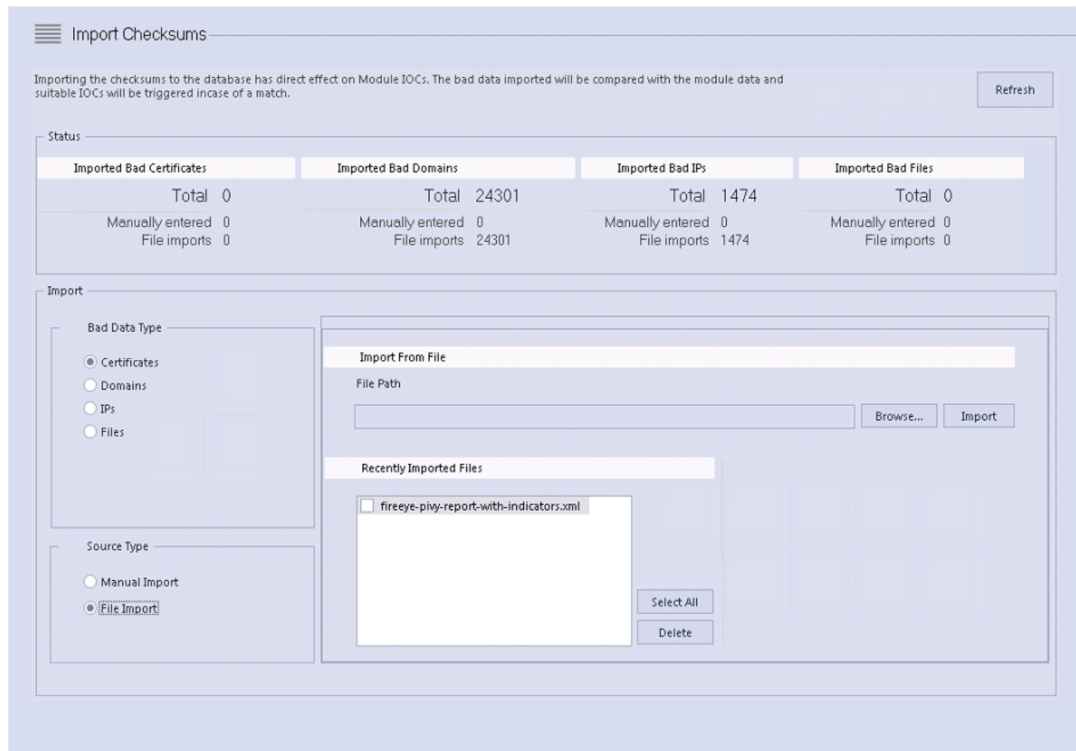 Import Checksums
Importing the checksums to the database has direct effect on Module IOCs. The bad data imported will be compared with the module data and
suitable IOCs will be triggered incase of a match.
Refresh
Status
Imported Bad Certificates
Total 0
Manually entered 0
File imports 0
Imported Bad Domains
Total 24301
Manually entered 0
File imports 24301
Imported Bad IPs
Total 1474
Manually entered 0
File imports 1474
Imported Bad Files
Total 0
Manually entered 0
File imports 0
Import
Bad Data Type
Certificates
Domains
IPs
Files
Source Type
Manual Import
File Import
Import From File
File Path
Browse...
Import
Recently Imported Files
fireeye-pivy-report-with-indicators.xml
Select All
Delete